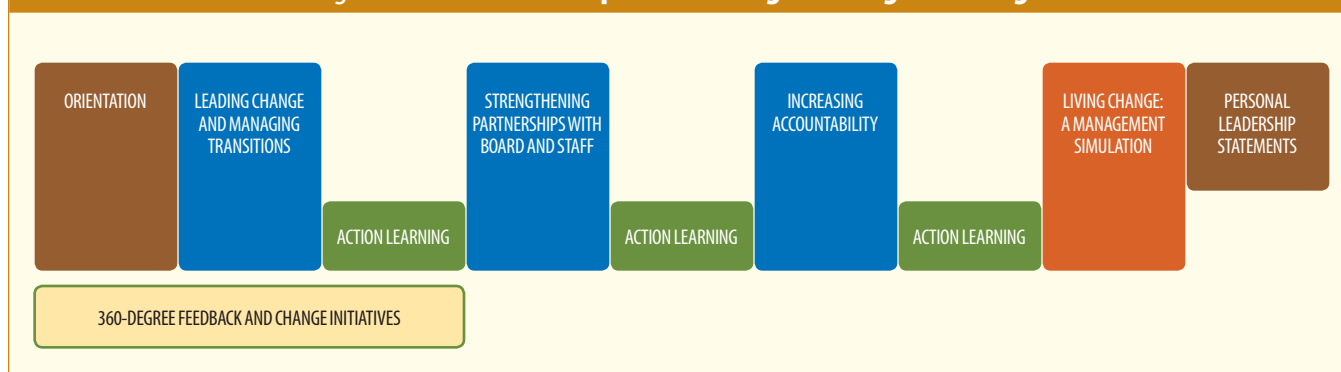 ORIENTATION
LEADING CHANGE
AND MANAGING
TRANSITIONS
ACTION LEARNING
STRENGTHENING
PARTNERSHIPS WITH
BOARD AND STAFF
ACTION LEARNING
INCREASING
ACCOUNTABILITY
ACTION LEARNING
LIVING CHANGE:
A MANAGEMENT
SIMULATION
PERSONAL
LEADERSHIP
STATEMENTS
360-DEGREE FEEDBACK AND CHANGE INITIATIVES